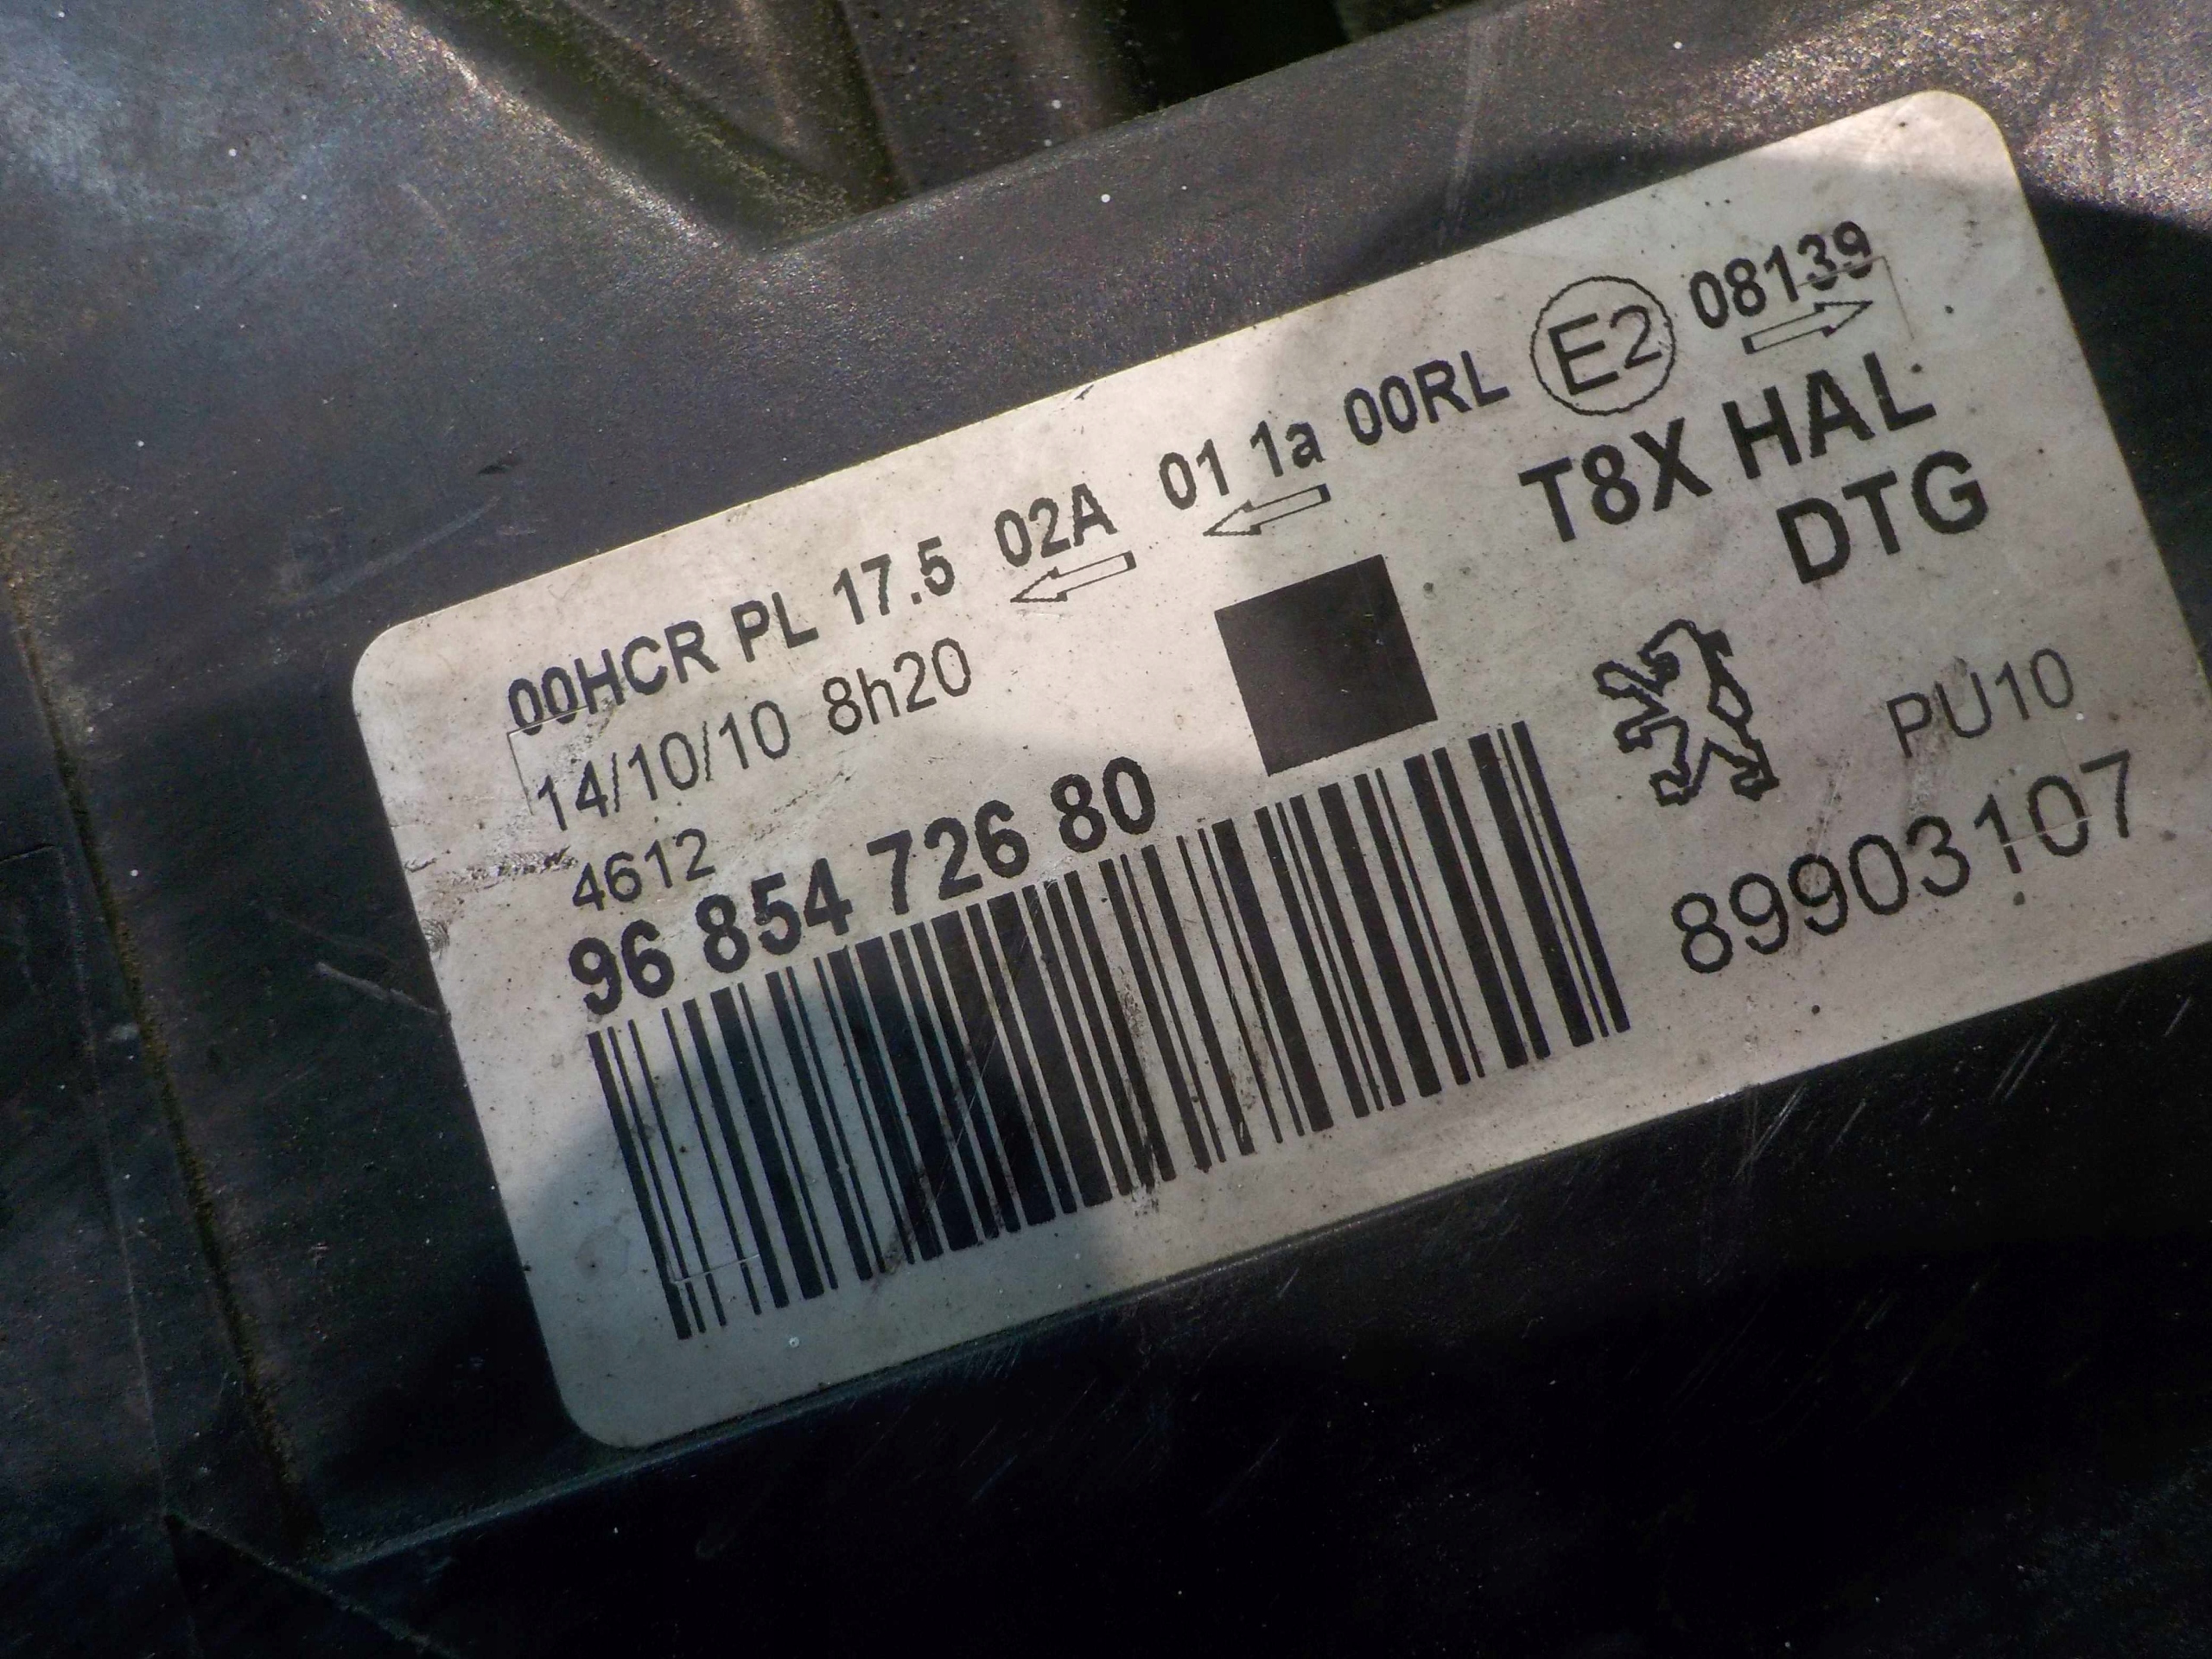 00HCR PL 17.5 02A 01 1a 00RL E2 08139
14/10/10 8h20
4612
96 854 726 80
T8X HAL
DTG
PU10
89903107